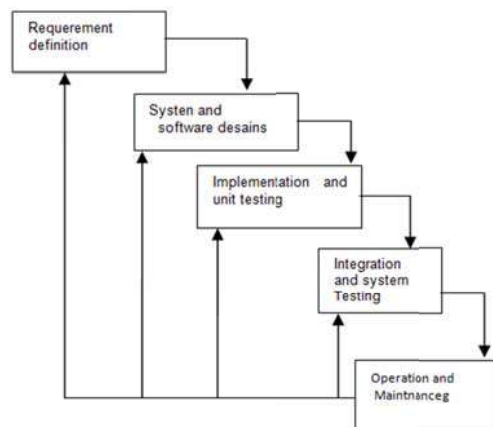 Requerement
definition
Systen and
software desains
Implementation and
unit testing
Integration
and system
Testing
Operation and
Maintnanceg